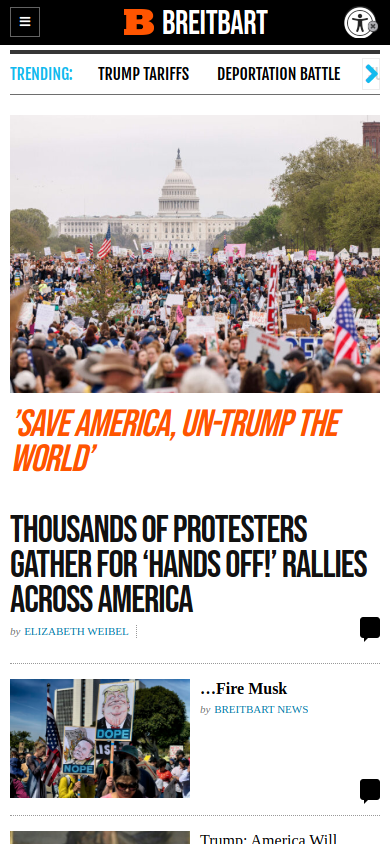 B BREITBART
TRENDING: TRUMP TARIFFS DEPORTATION BATTLE
’SAVE AMERICA, UN-TRUMP THE
WORLD’
THOUSANDS OF PROTESTERS
GATHER FOR ‘HANDS OFF!’ RALLIES
ACROSS AMERICA
by ELIZABETH WEIBEL
…Fire Musk
by BREITBART NEWS
DOPE
NOPE
Trump: America Will